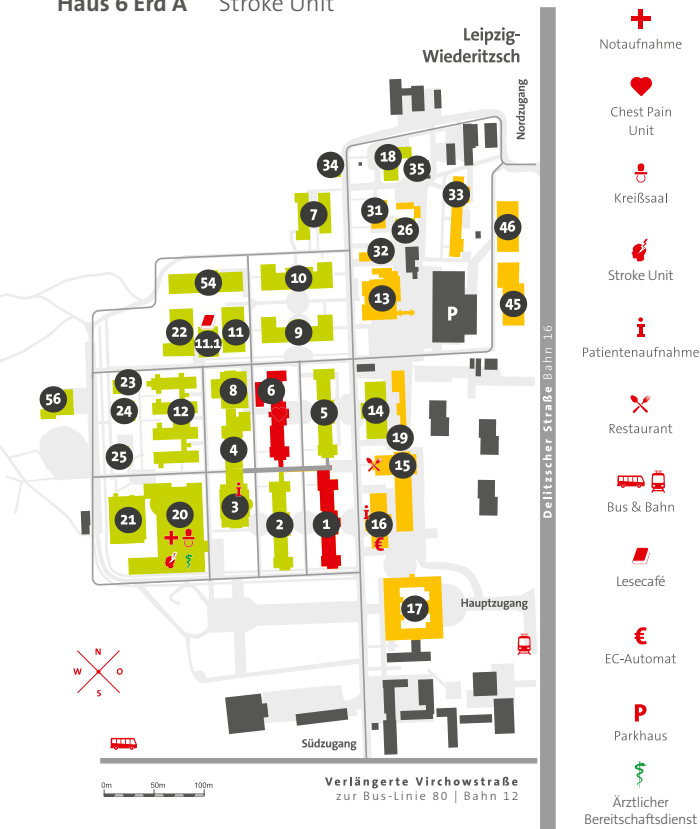 Haus 6 Erd A Stroke Unit
Leipzig-
Wiederitzsch
Nordzugang
34
18
35
33
7
31
26
46
32
54
10
13
45
P
22
11.1
11
9
Delitzscher Straße Bahn 16
56
23
24
25
12
8
6
5
14
4
19
15
21
20
3
2
1
16
€
17
Hauptzugang
N
W O
S
Südzugang
0m 50m 100m
Verlängerte Virchowstraße
zur Bus-Linie 80 | Bahn 12
Notaufnahme
Chest Pain
Unit
Kreißsaal
Stroke Unit
i
Patientenaufnahme
Restaurant
Bus & Bahn
Lesecafé
€
EC-Automat
P
Parkhaus
Ärztlicher
Bereitschaftsdienst